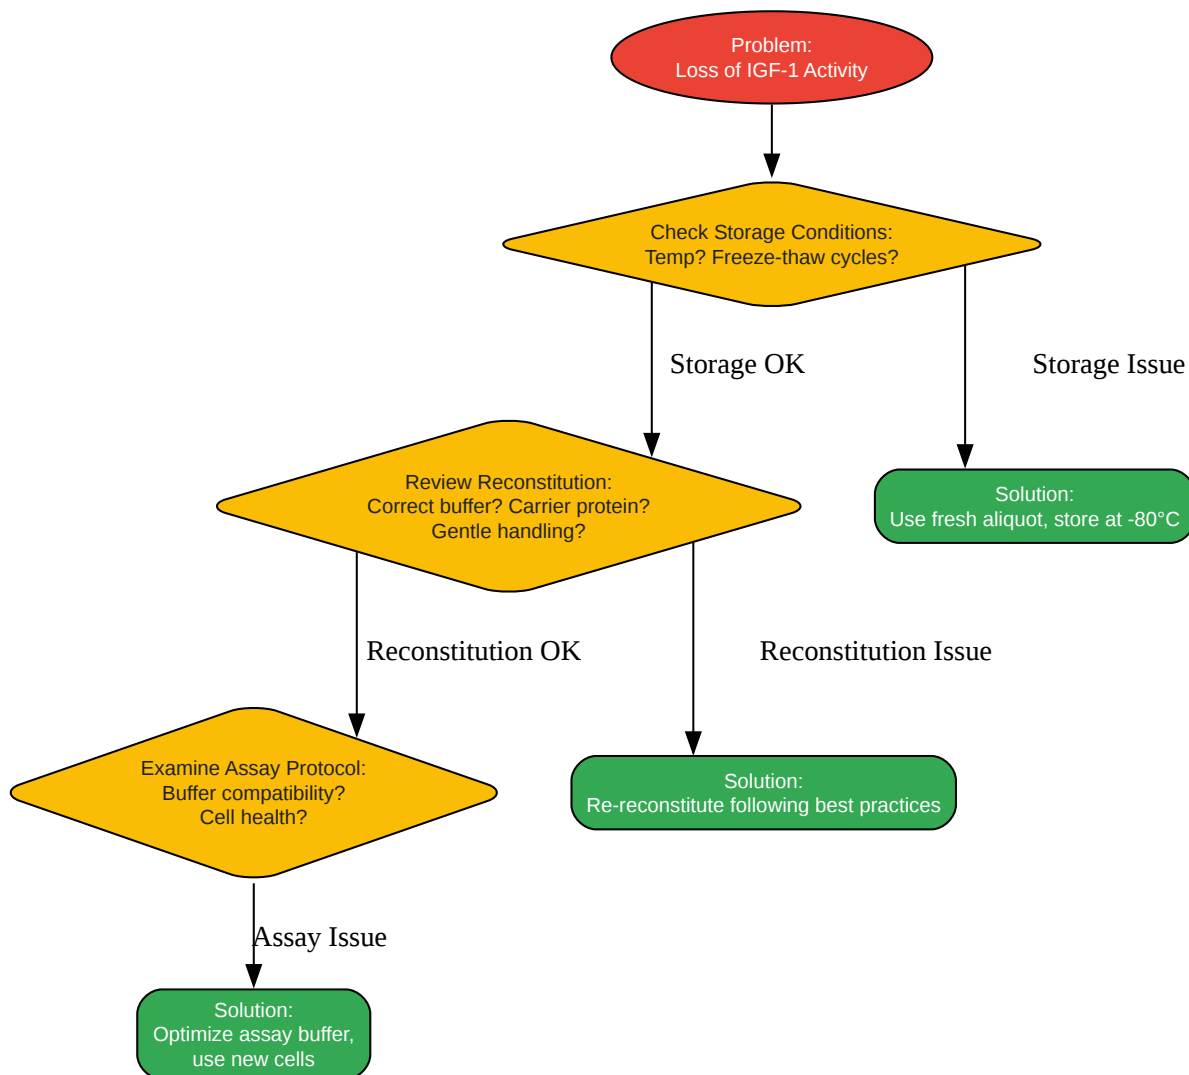 Problem:
Loss of IGF-1 Activity
Check Storage Conditions:
Temp? Freeze-thaw cycles?
Storage OK
Storage Issue
Review Reconstitution:
Correct buffer? Carrier protein?
Gentle handling?
Solution:
Use fresh aliquot, store at -80°C
Reconstitution OK
Reconstitution Issue
Examine Assay Protocol:
Buffer compatibility?
Cell health?
Solution:
Re-reconstitute following best practices
Assay Issue
Solution:
Optimize assay buffer,
use new cells